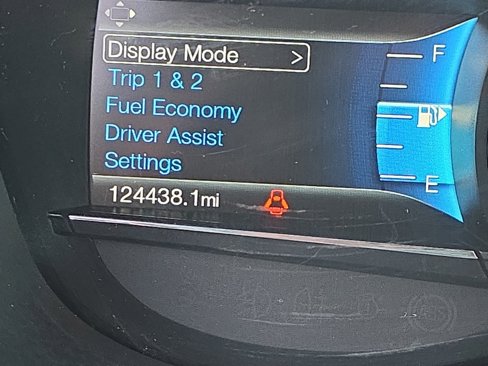 Display Mode >
Trip 1 & 2
Fuel Economy
Driver Assist
Settings
124438.1mi
F
E